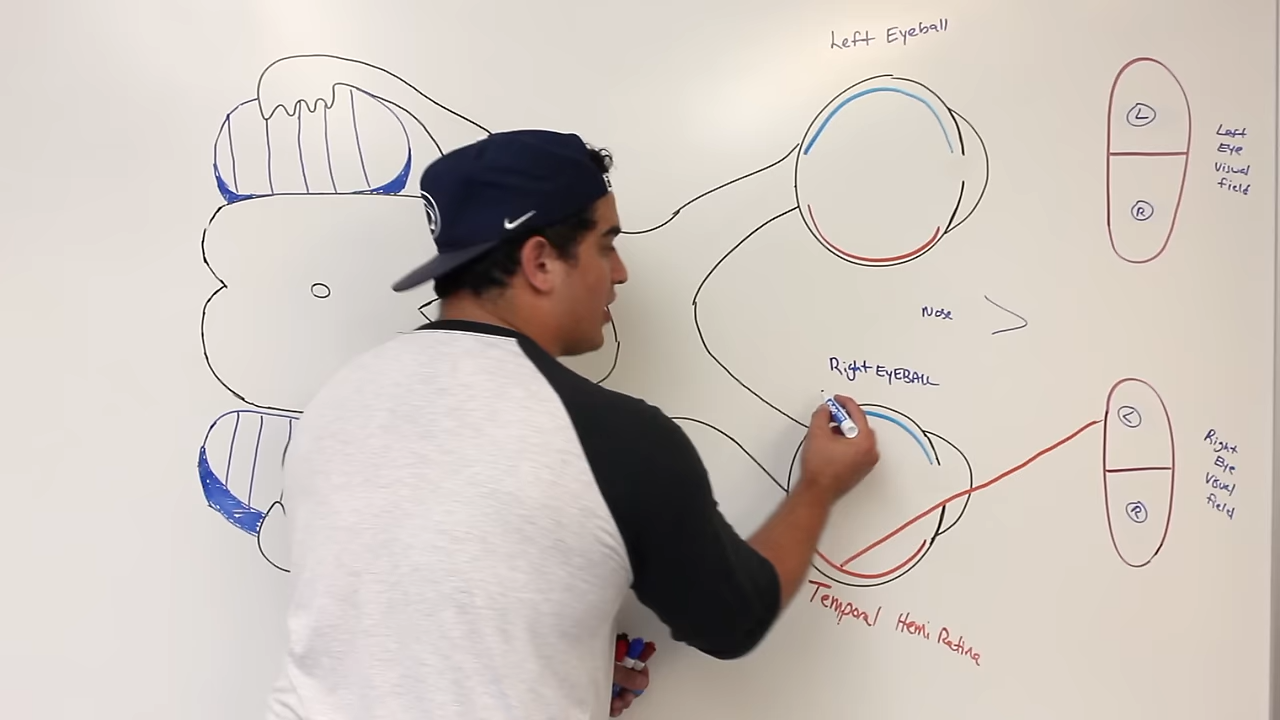 Left Eyeball
L
R
Left
Eye
Visual
field
Nose
Right EYEBALL
L
R
Right
Eye
Visual
field
Temporal Hemi Retina